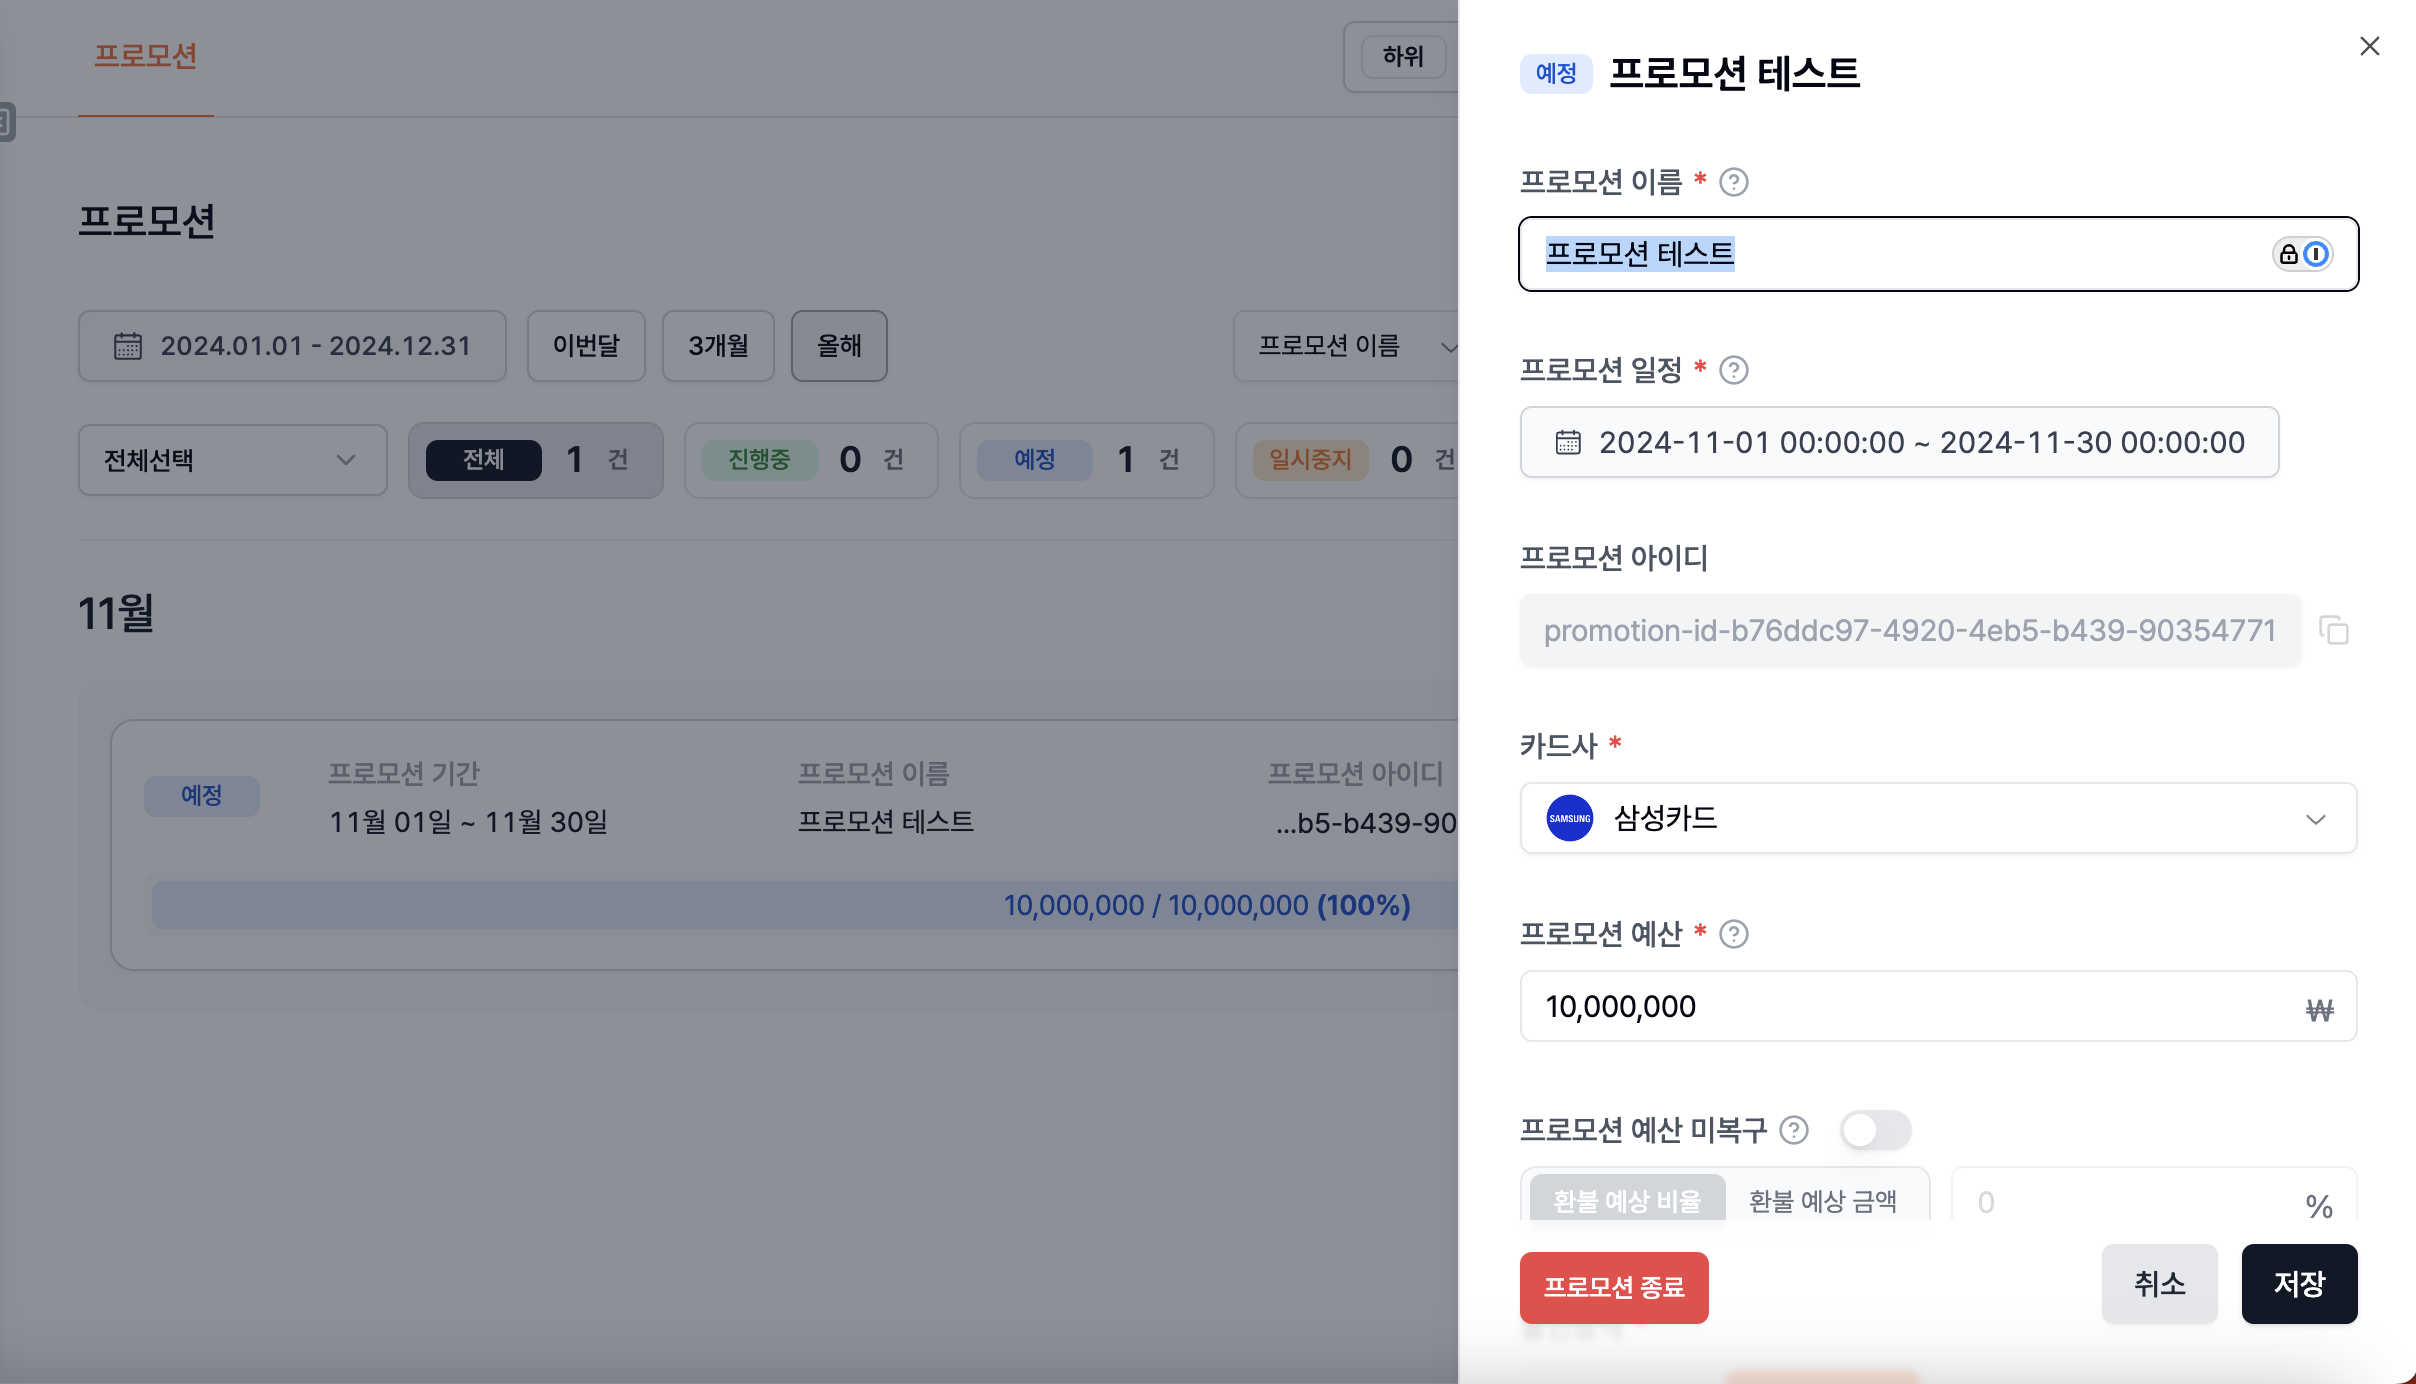 프로모션
하위
프로모션
2024.01.01 - 2024.12.31
이번달
3개월
올해
프로모션 이름
전체선택
전체 1 건
진행중 0 건
예정 1 건
일시중지 0 건
11월
예정
프로모션 기간
11월 01일 ~ 11월 30일
프로모션 이름
프로모션 테스트
프로모션 아이디
...b5-b439-90
10,000,000 / 10,000,000 (100%)
예정 프로모션 테스트
프로모션 이름 *
프로모션 테스트
프로모션 일정 *
2024-11-01 00:00:00 ~ 2024-11-30 00:00:00
프로모션 아이디
promotion-id-b76ddc97-4920-4eb5-b439-90354771
카드사 *
SAMSUNG 삼성카드
프로모션 예산 *
10,000,000 ₩
프로모션 예산 미복구
환불 예상 비율
환불 예상 금액
0 %
프로모션 종료
취소
저장